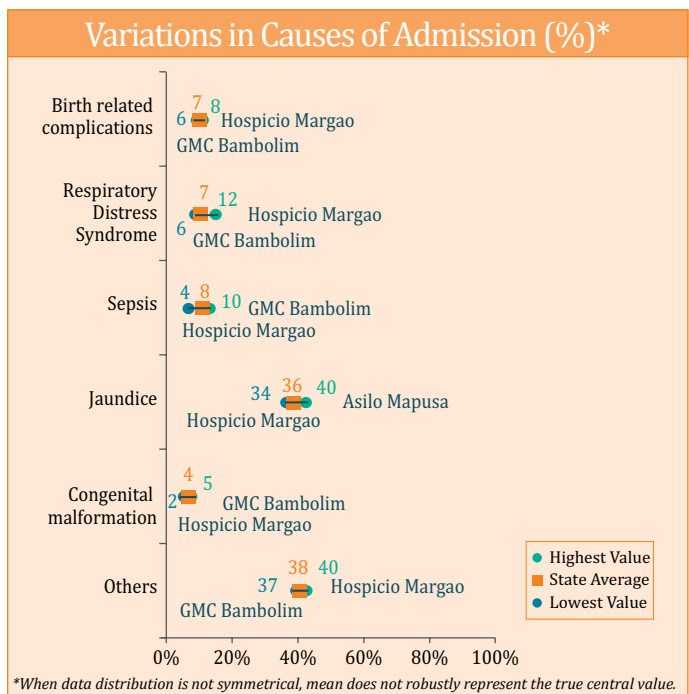 Variations in Causes of Admission (%)*
Birth related
complications
7
6 8 Hospicio Margao
GMC Bambolim
Respiratory
Distress
Syndrome
7
12 Hospicio Margao
6 GMC Bambolim
Sepsis
4 8
10 GMC Bambolim
Hospicio Margao
Jaundice
34 36 40 Asilo Mapusa
Hospicio Margao
Congenital
malformation
4
5
2 GMC Bambolim
Hospicio Margao
Others
38 40
37 Hospicio Margao
GMC Bambolim
Highest Value
State Average
Lowest Value
0% 20% 40% 60% 80% 100%
*When data distribution is not symmetrical, mean does not robustly represent the true central value.